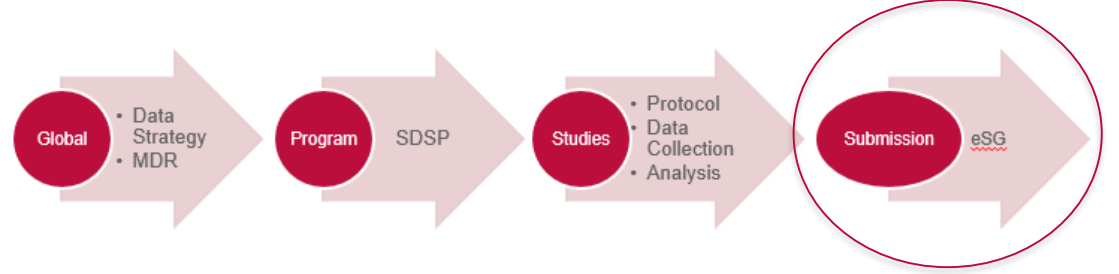 Global
• Data
Strategy
• MDR
Program
SDSP
Studies
• Protocol
• Data
Collection
• Analysis
Submission
eSG